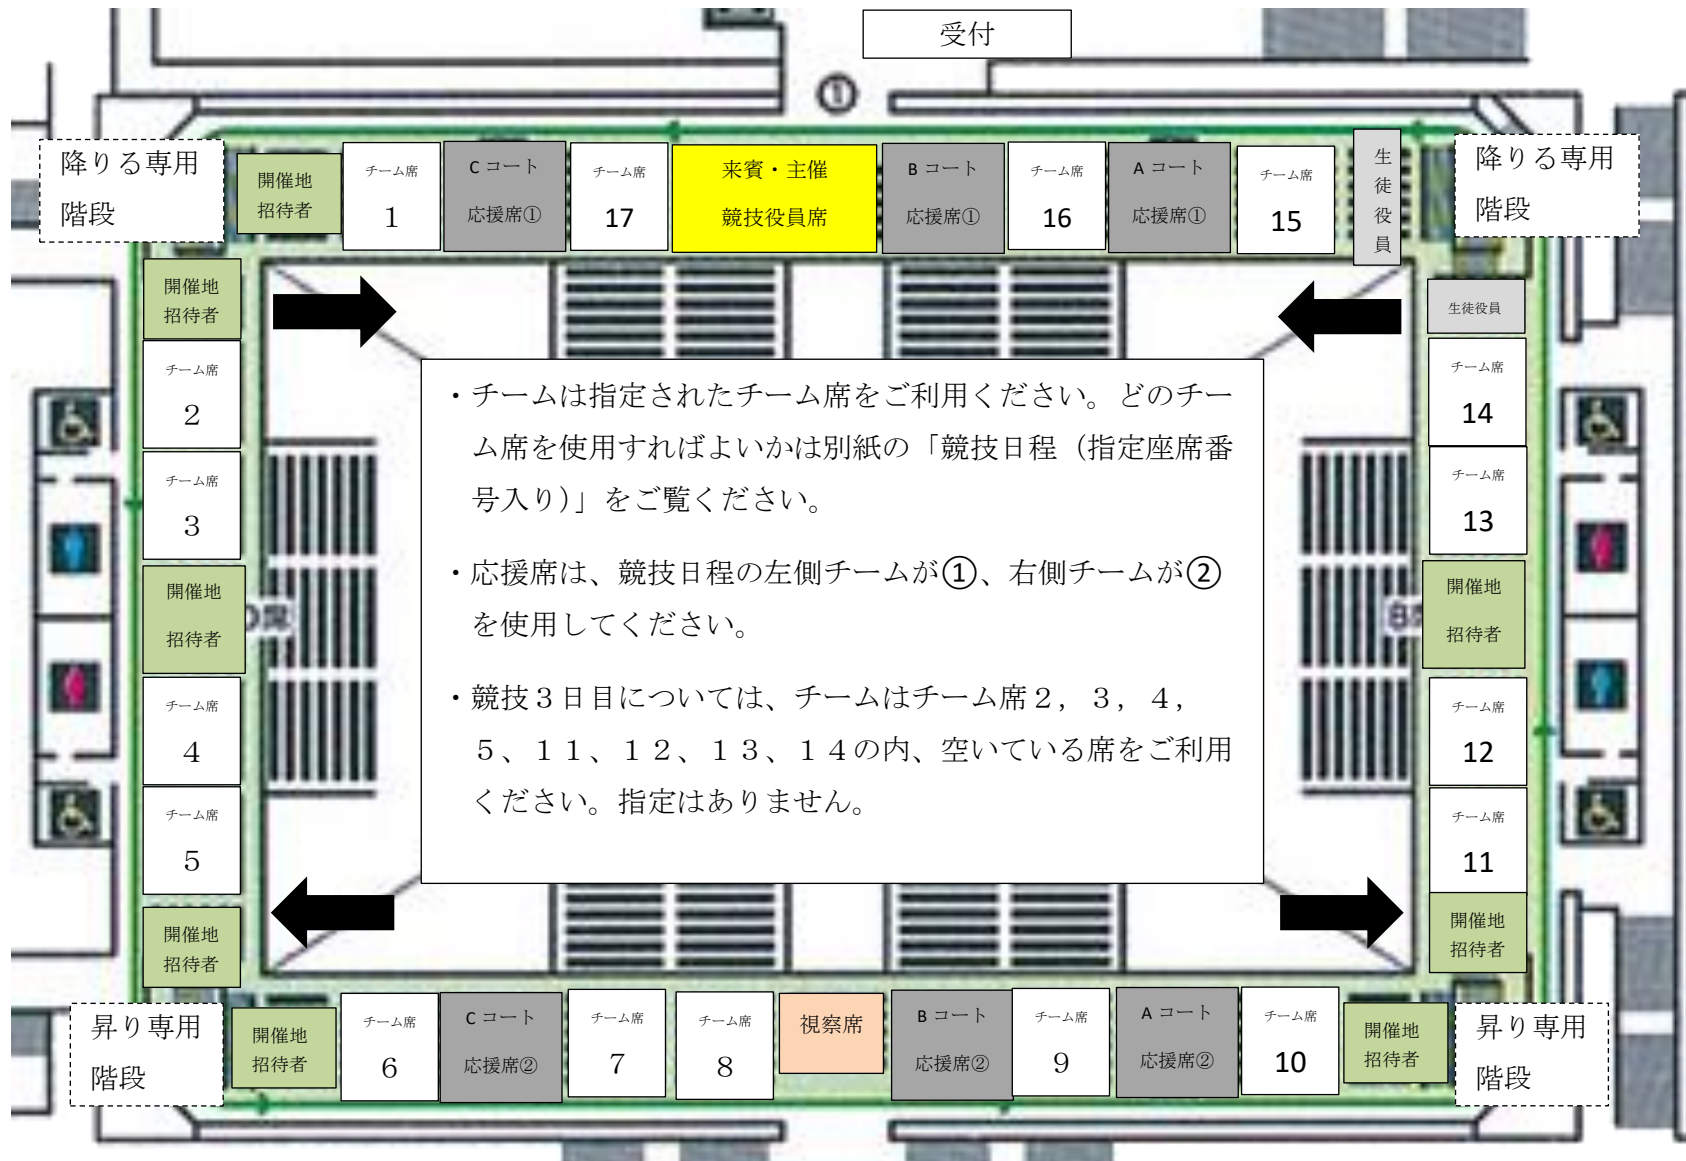 受付
①
降りる専用
階段
開催地
招待者
チーム席
1
C コート
応援席①
チーム席
17
来賓・主催
競技役員席
B コート
応援席①
チーム席
16
A コート
応援席①
チーム席
15
生
徒
役
員
降りる専用
階段
開催地
招待者
チーム席
2
チーム席
3
開催地
招待者
チーム席
4
チーム席
5
開催地
招待者
・チームは指定されたチーム席をご利用ください。どのチー
ム席を使用すればよいかは別紙の「競技日程（指定座席番
号入り）」をご覧ください。
・応援席は、競技日程の左側チームが①、右側チームが②
を使用してください。
・競技３日目については、チームはチーム席２，３，４，
５、１１、１２、１３、１４の内、空いている席をご利用
ください。指定はありません。
生徒役員
チーム席
14
チーム席
13
開催地
招待者
チーム席
12
チーム席
11
開催地
招待者
昇り専用
階段
開催地
招待者
チーム席
6
C コート
応援席②
チーム席
7
チーム席
8
視察席
B コート
応援席②
チーム席
9
A コート
応援席②
チーム席
10
開催地
招待者
昇り専用
階段